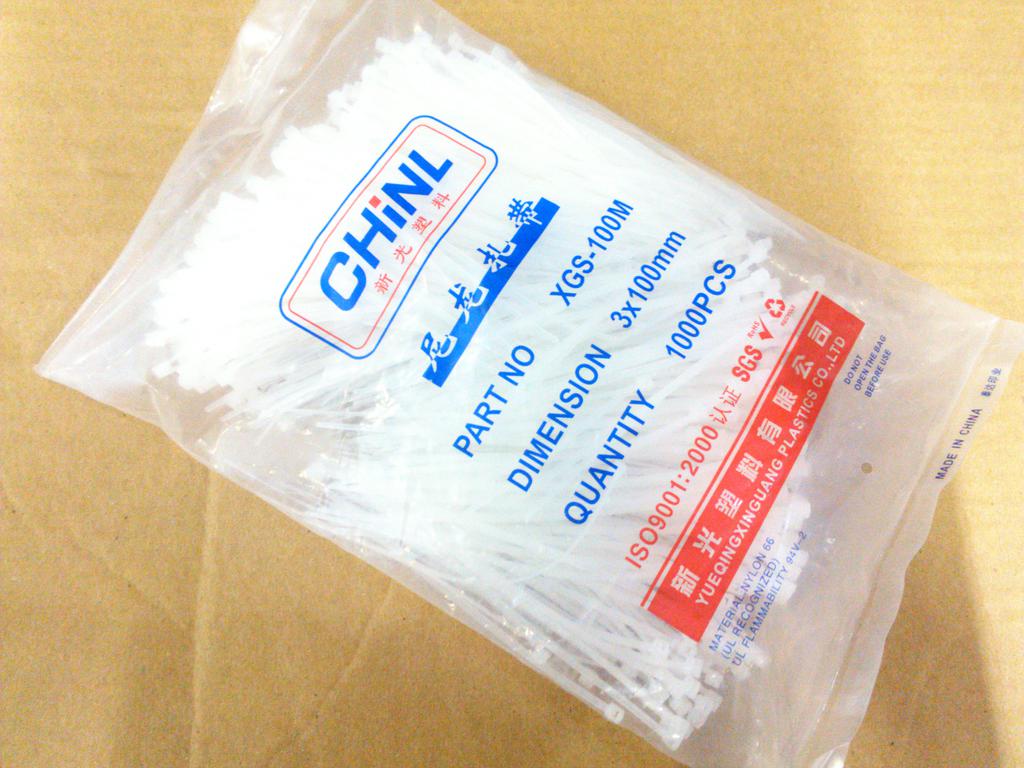 CHiNL
新光塑料
尼龙扎带
PART NO XGS-100M
DIMENSION 3x100mm
QUANTITY 1000PCS
ISO9001:2000认证 SGS RoHS RECYCLE
新光塑料有限公司
YUEQINGXINGUANG PLASTICS CO.,LTD
MATERIAL:NYLON 66
(UL RECOGNIZED)
UL FLAMMABILITY 94V-2
DO NOT
OPEN THE BAG
BEFORE USE
MADE IN CHINA